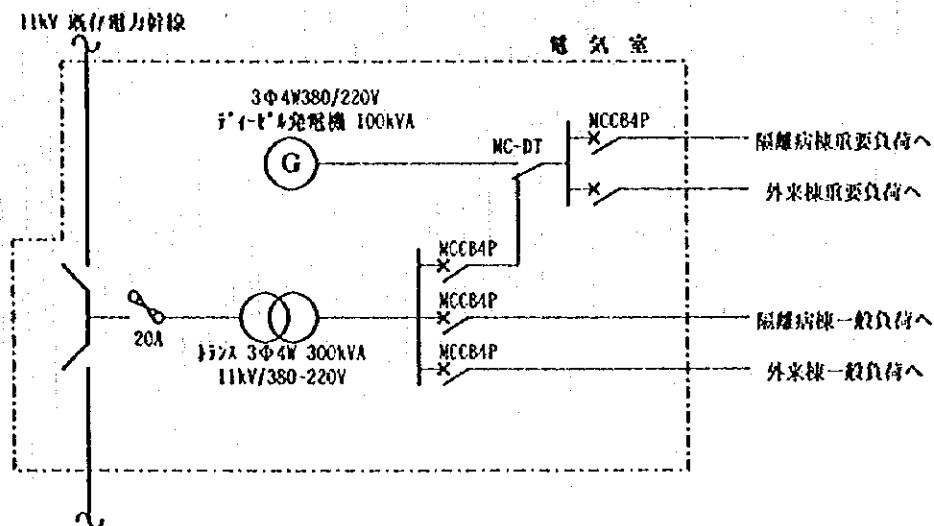 11KV 既存電力幹線
電 気 室
3Φ4W380/220V
ディーゼル発電機 100kVA
G
MC-DT
MCCB4P
隔離病棟重要負荷へ
外来棟重要負荷へ
MCCB4P
MCCB4P
隔離病棟一般負荷へ
20A
トランス 3Φ4W 300kVA
11kV/380-220V
MCCB4P
外来棟一般負荷へ